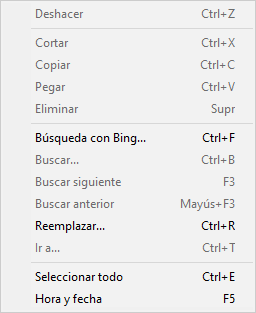 Deshacer Ctrl+Z
Cortar Ctrl+X
Copiar Ctrl+C
Pegar Ctrl+V
Eliminar Supr
Búsqueda con Bing... Ctrl+F
Buscar... Ctrl+B
Buscar siguiente F3
Buscar anterior Mayús+F3
Reemplazar... Ctrl+R
Ir a... Ctrl+T
Seleccionar todo Ctrl+E
Hora y fecha F5